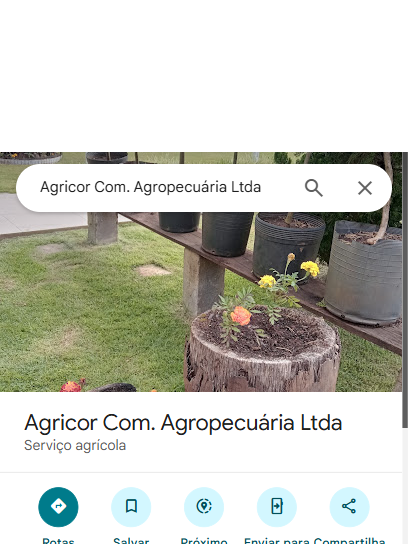 Agricor Com. Agropecuária Ltda
Agricor Com. Agropecuária Ltda
Serviço agrícola
Rotas Salvar Próximo Enviar para Compartilha